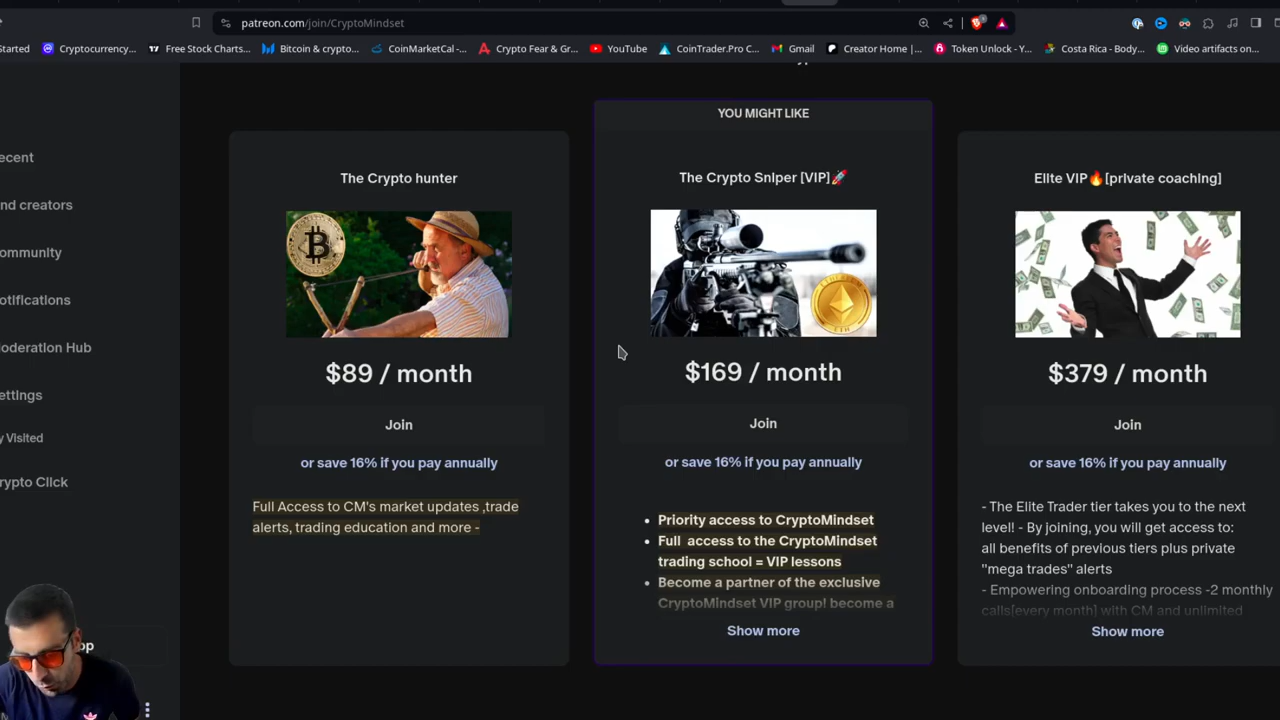 patreon.com/join/CryptoMindset
Started
Cryptocurrency...
Free Stock Charts...
Bitcoin & crypto...
CoinMarketCal -...
Crypto Fear & Gr...
YouTube
CoinTrader.Pro C...
Gmail
Creator Home |...
Token Unlock - Y...
Costa Rica - Body...
Video artifacts on...
YOU MIGHT LIKE
ecent
nd creators
ommunity
otifications
oderation Hub
ettings
y Visited
rypto Click
op
The Crypto hunter
$89 / month
Join
or save 16% if you pay annually
Full Access to CM's market updates ,trade
alerts, trading education and more -
The Crypto Sniper [VIP]🚀
$169 / month
Join
or save 16% if you pay annually
• Priority access to CryptoMindset
• Full access to the CryptoMindset
trading school = VIP lessons
• Become a partner of the exclusive
CryptoMindset VIP group! become a
Show more
Elite VIP🔥[private coaching]
$379 / month
Join
or save 16% if you pay annually
- The Elite Trader tier takes you to the next
level! - By joining, you will get access to:
all benefits of previous tiers plus private
"mega trades" alerts
- Empowering onboarding process -2 monthly
calls[every month] with CM and unlimited
Show more